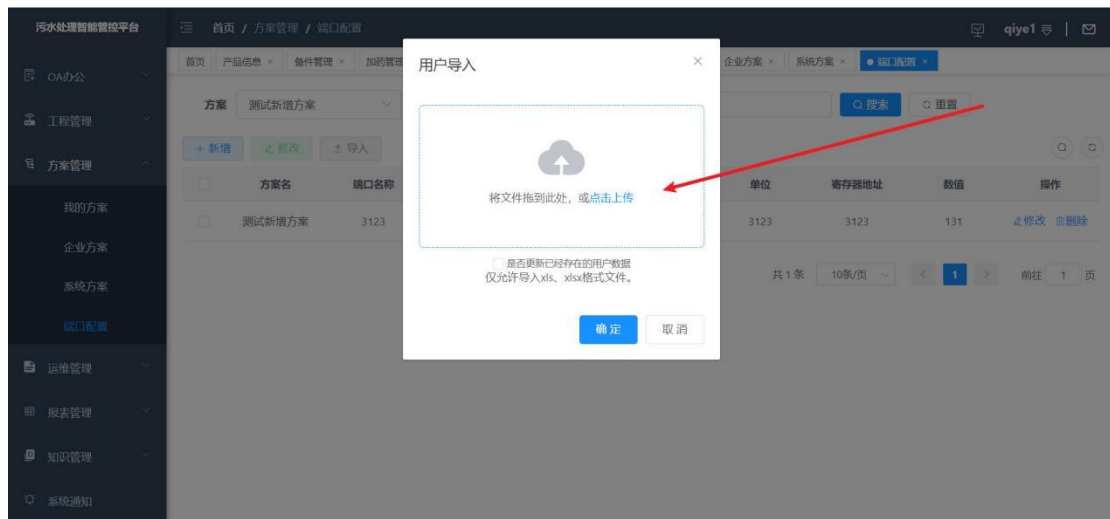 污水处理智能管控平台
首页 / 方案管理 / 端口配置
qiye1
首页 产品信息 × 备件管理 × 加药管理 企业方案 × 系统方案 × 端口配置 ×
OA办公
工程管理
方案管理
我的方案
企业方案
系统方案
端口配置
运维管理
报表管理
知识管理
系统通知
方案 测试新增方案 搜索 重置
+ 新增 修改 导入
方案名 端口名称 单位 寄存器地址 数值 操作
测试新增方案 3123 3123 3123 131 修改 删除
共 1 条 10条/页 < 1 > 前往 1 页
用户导入 ×
将文件拖到此处，或点击上传
是否更新已经存在的用户数据
仅允许导入xls、xlsx格式文件。
确 定 取 消